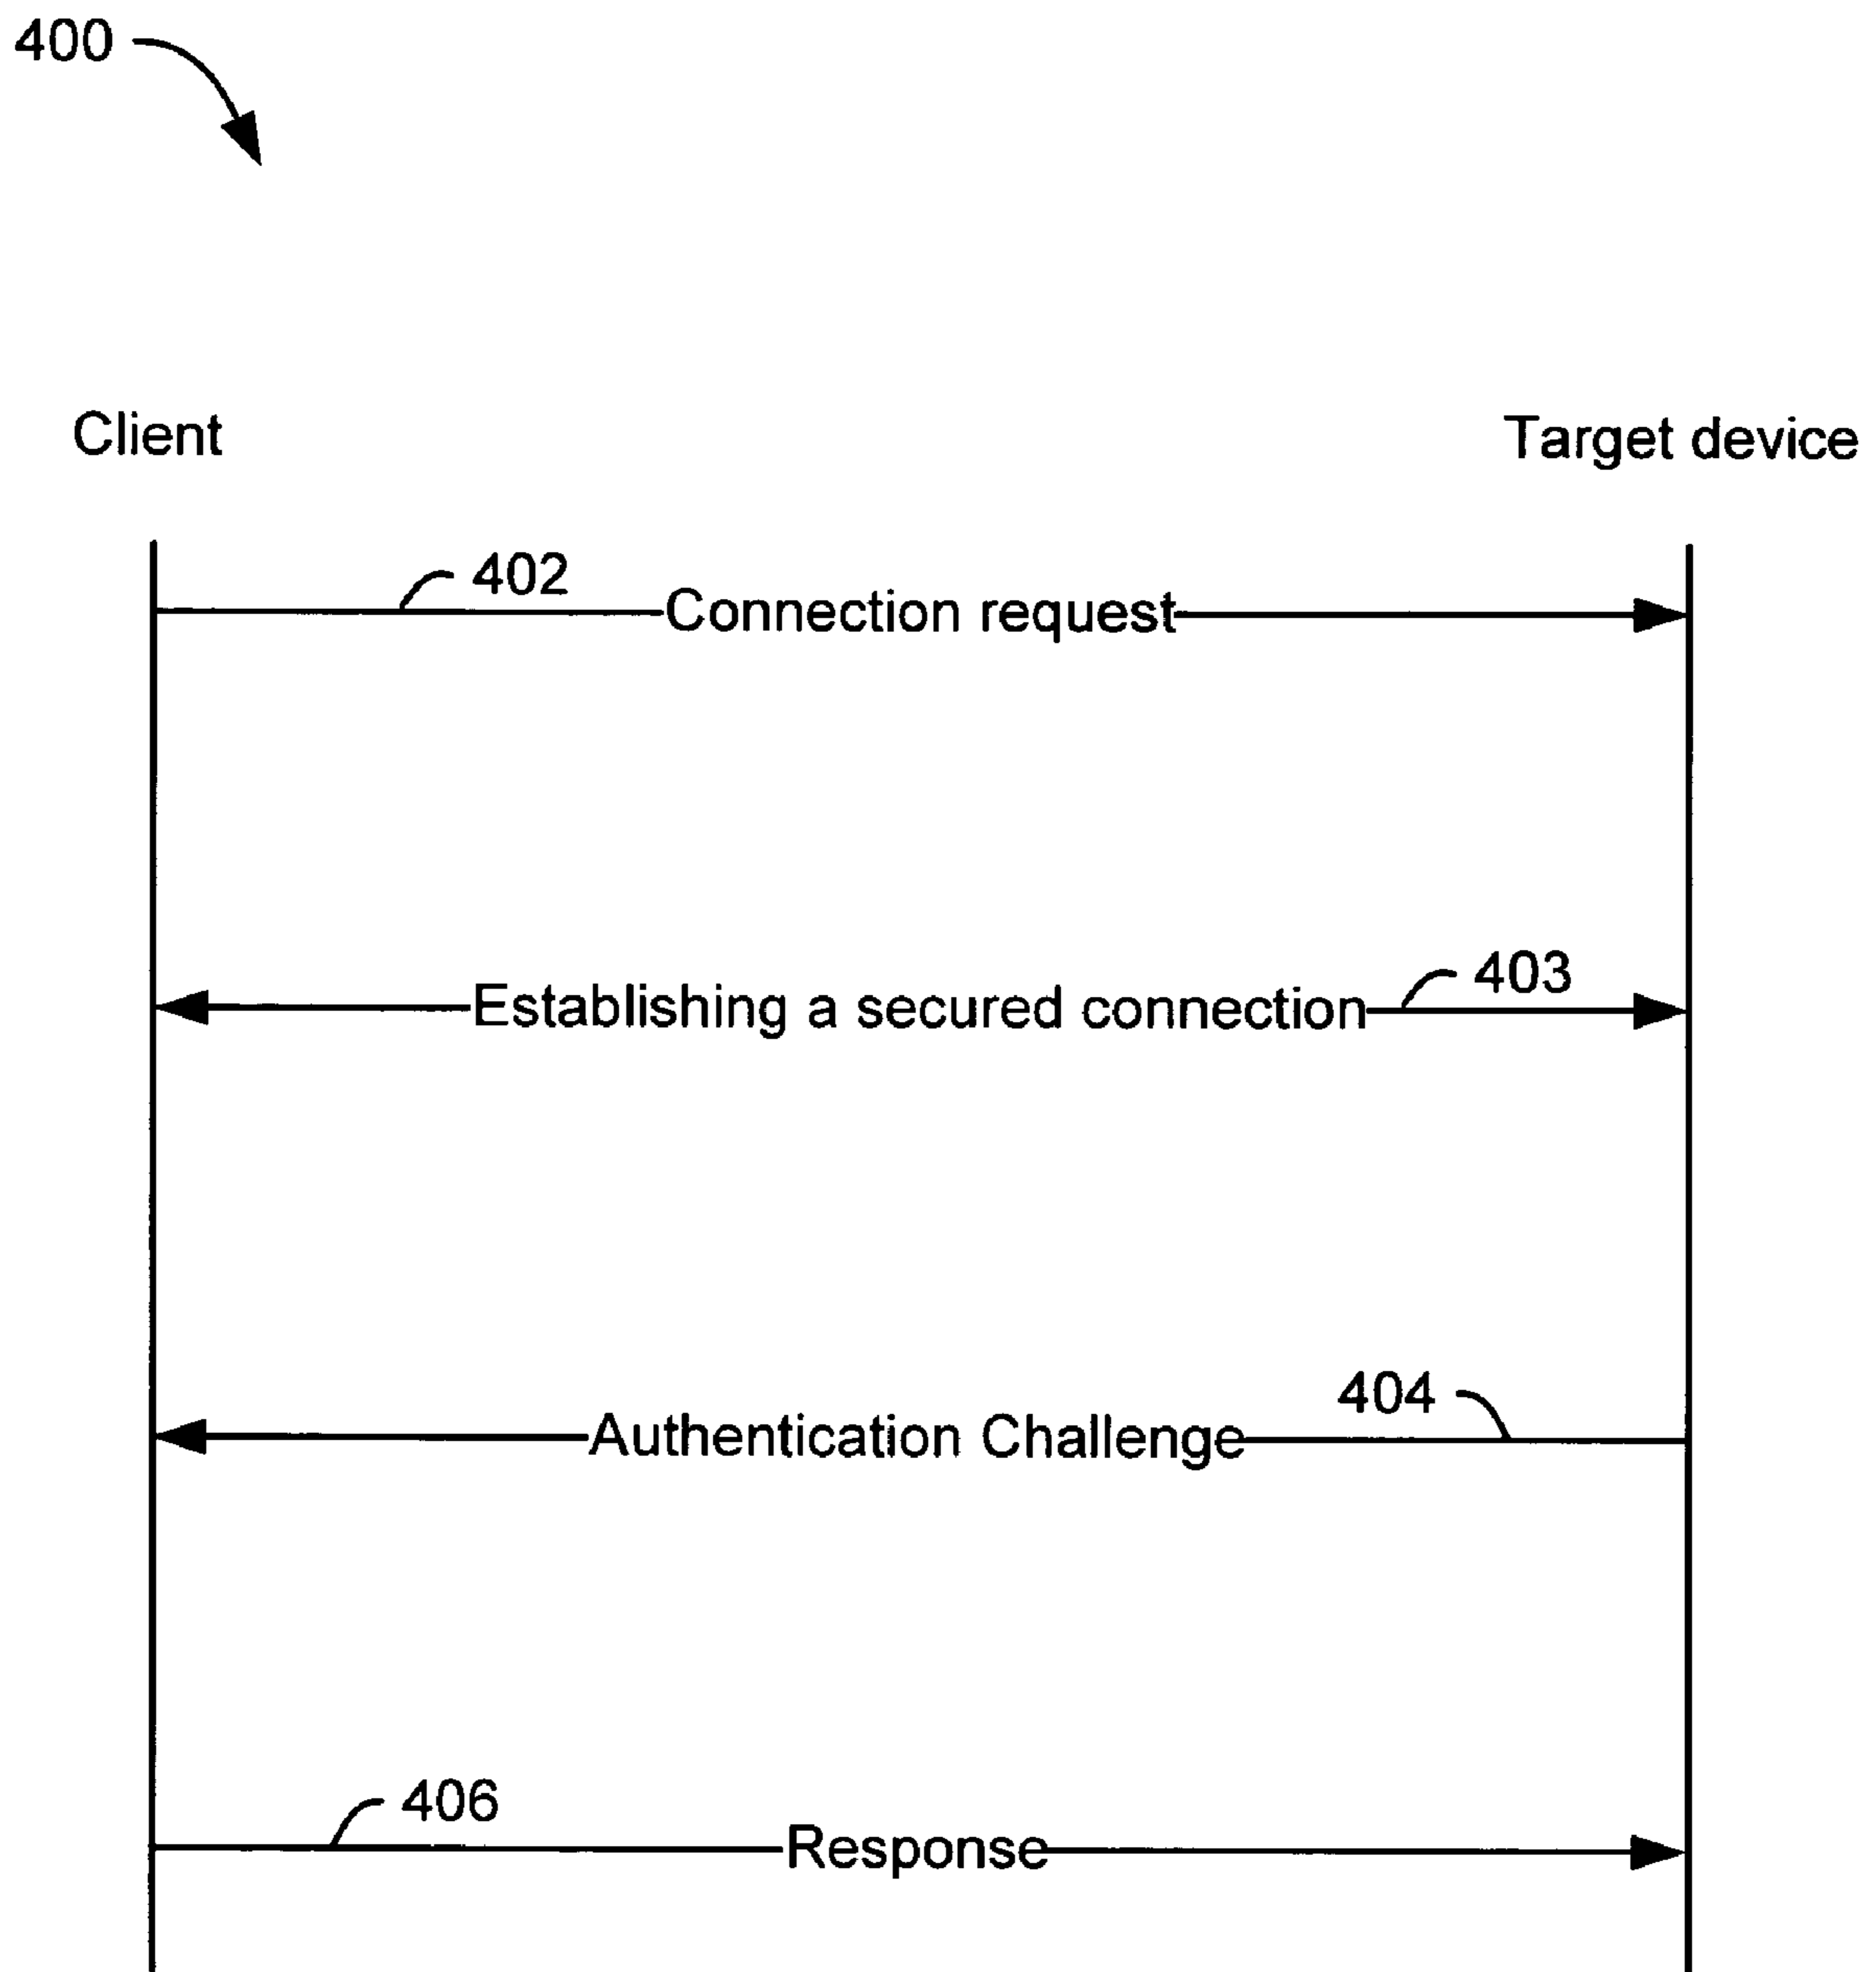 400
Client
Target device
402
Connection request
403
Establishing a secured connection
404
Authentication Challenge
406
Response